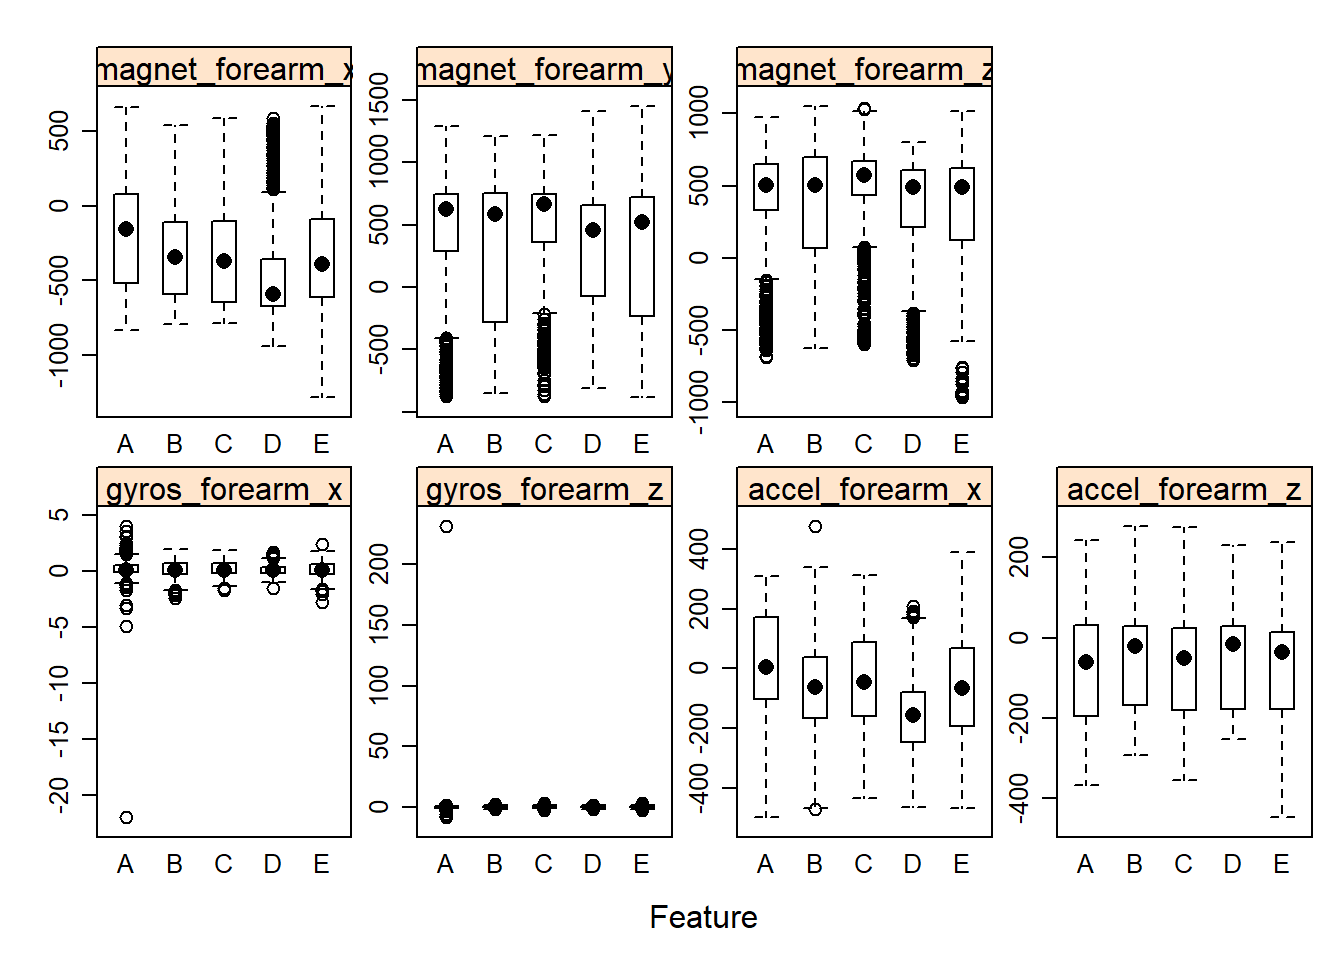 magnet_forearm_x
magnet_forearm_y
magnet_forearm_z
500
0
-500
-1000
1500
1000
500
0
-500
1000
500
0
-500
-1000
A B C D E
A B C D E
A B C D E
gyros_forearm_x
gyros_forearm_z
accel_forearm_x
accel_forearm_z
5
0
-5
-10
-15
-20
200
150
100
50
0
400
200
0
-200
-400
200
0
-200
-400
A B C D E
A B C D E
A B C D E
A B C D E
Feature